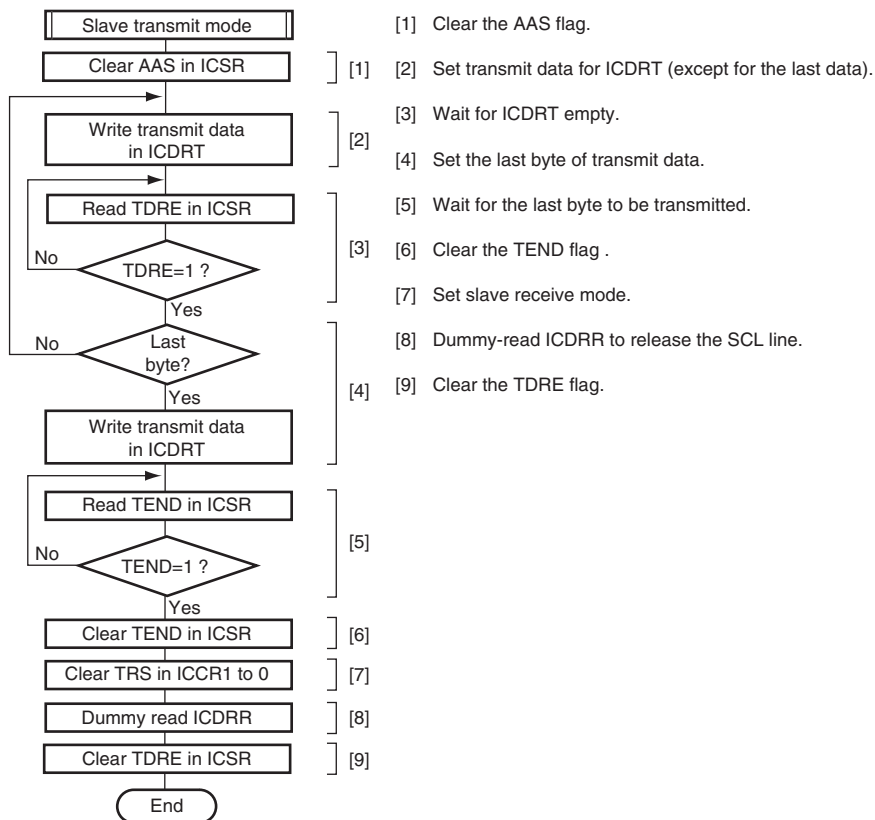 Slave transmit mode
Clear AAS in ICSR
[1]
Write transmit data
in ICDRT
[2]
Read TDRE in ICSR
No
TDRE=1 ?
[3]
Yes
No
Last
byte?
[4]
Yes
Write transmit data
in ICDRT
Read TEND in ICSR
No
TEND=1 ?
[5]
Yes
Clear TEND in ICSR
[6]
Clear TRS in ICCR1 to 0
[7]
Dummy read ICDRR
[8]
Clear TDRE in ICSR
[9]
End
[1] Clear the AAS flag.
[2] Set transmit data for ICDRT (except for the last data).
[3] Wait for ICDRT empty.
[4] Set the last byte of transmit data.
[5] Wait for the last byte to be transmitted.
[6] Clear the TEND flag .
[7] Set slave receive mode.
[8] Dummy-read ICDRR to release the SCL line.
[9] Clear the TDRE flag.